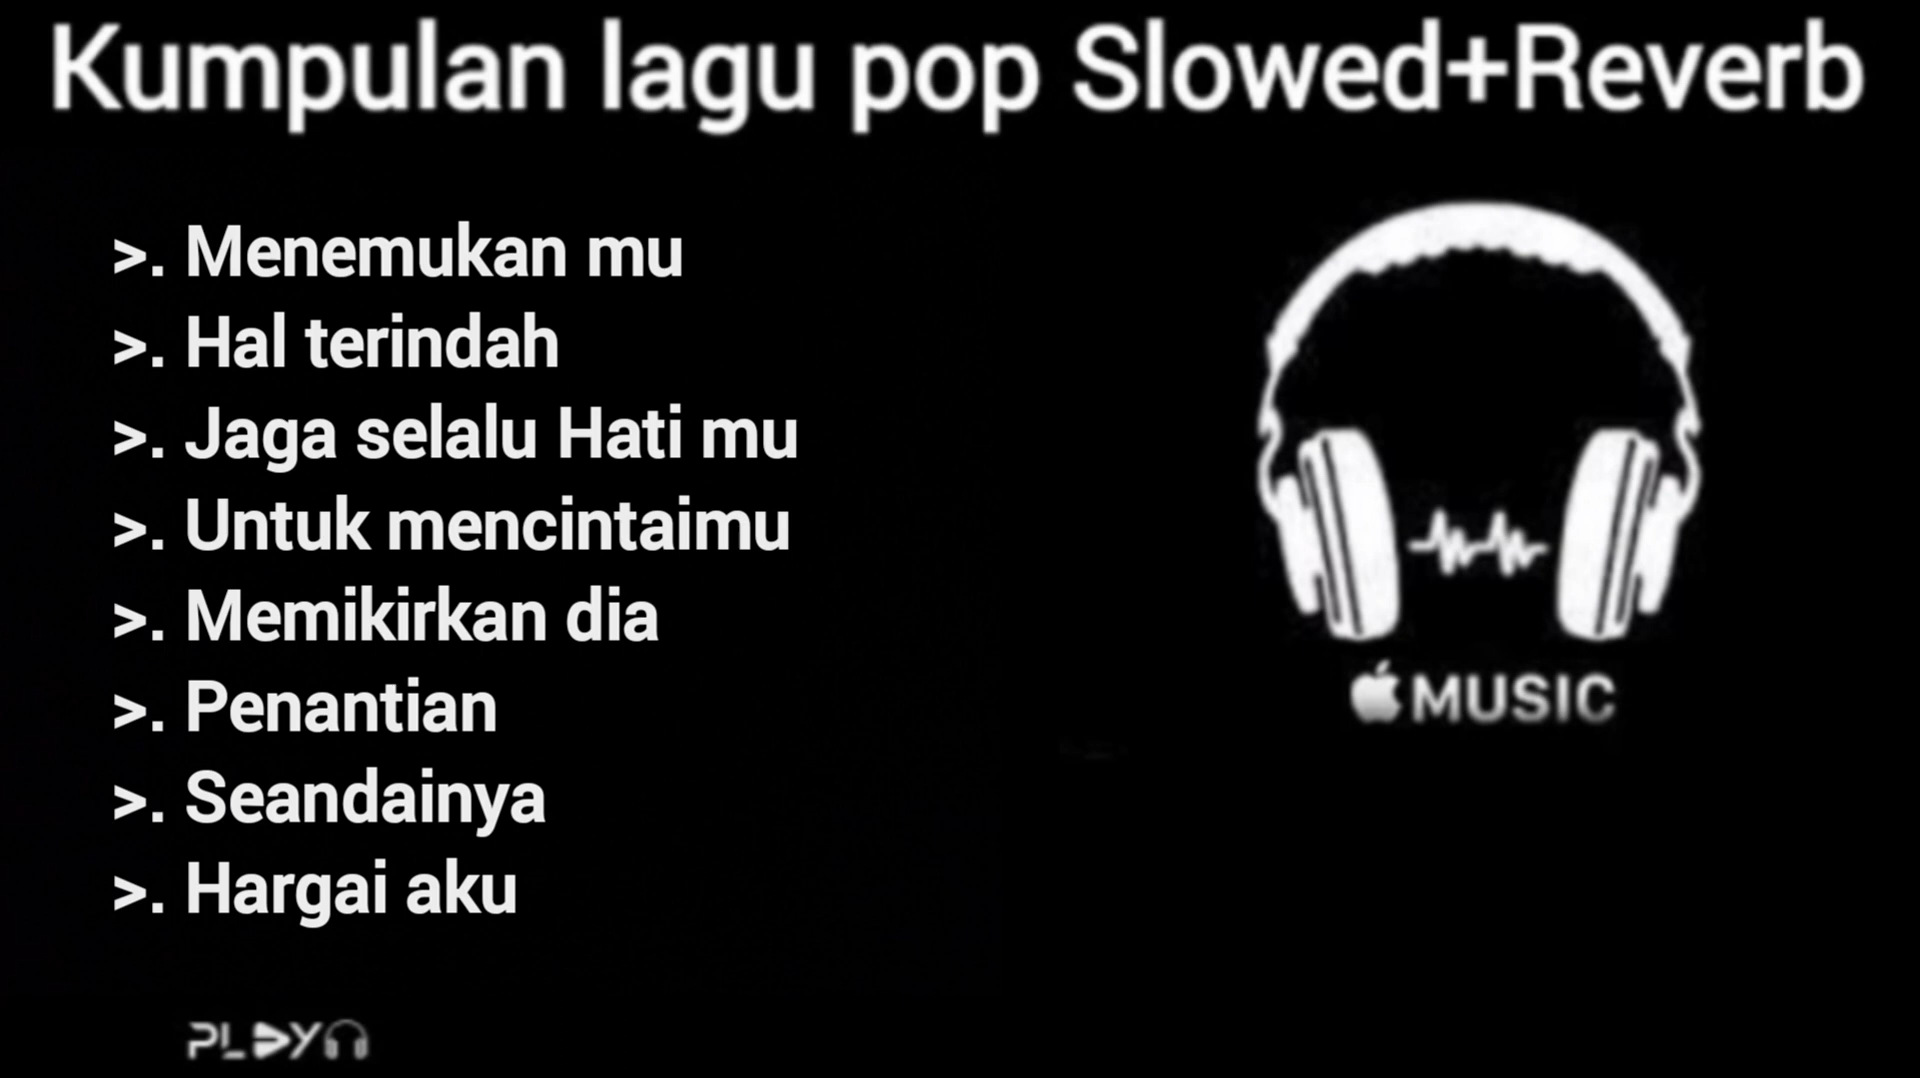 Kumpulan lagu pop Slowed+Reverb
>. Menemukan mu
>. Hal terindah
>. Jaga selalu Hati mu
>. Untuk mencintaimu
>. Memikirkan dia
>. Penantian
>. Seandainya
>. Hargai aku
MUSIC
PLAY